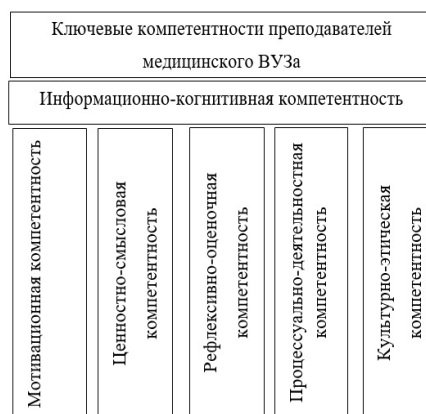 Ключевые компетентности преподавателей
медицинского ВУЗа
Информационно-когнитивная компетентность
Мотивационная компетентность
Ценностно-смысловая
компетентность
Рефлексивно-оценочная
компетентность
Процессуально-деятельностная
компетентность
Культурно-этическая
компетентность